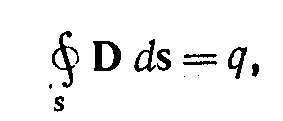 ∮ D ds = q,
s